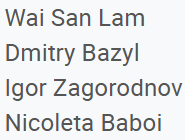 Wai San Lam
Dmitry Bazyl
Igor Zagorodnov
Nicoleta Baboi